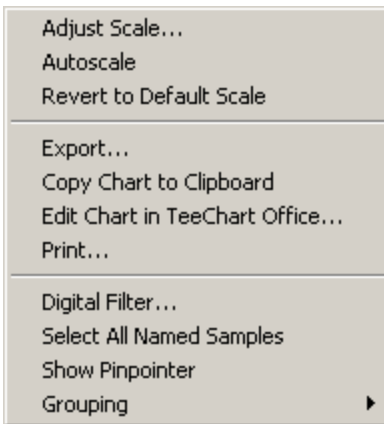 Adjust Scale...
Autoscale
Revert to Default Scale
Export...
Copy Chart to Clipboard
Edit Chart in TeeChart Office...
Print...
Digital Filter...
Select All Named Samples
Show Pinpointer
Grouping